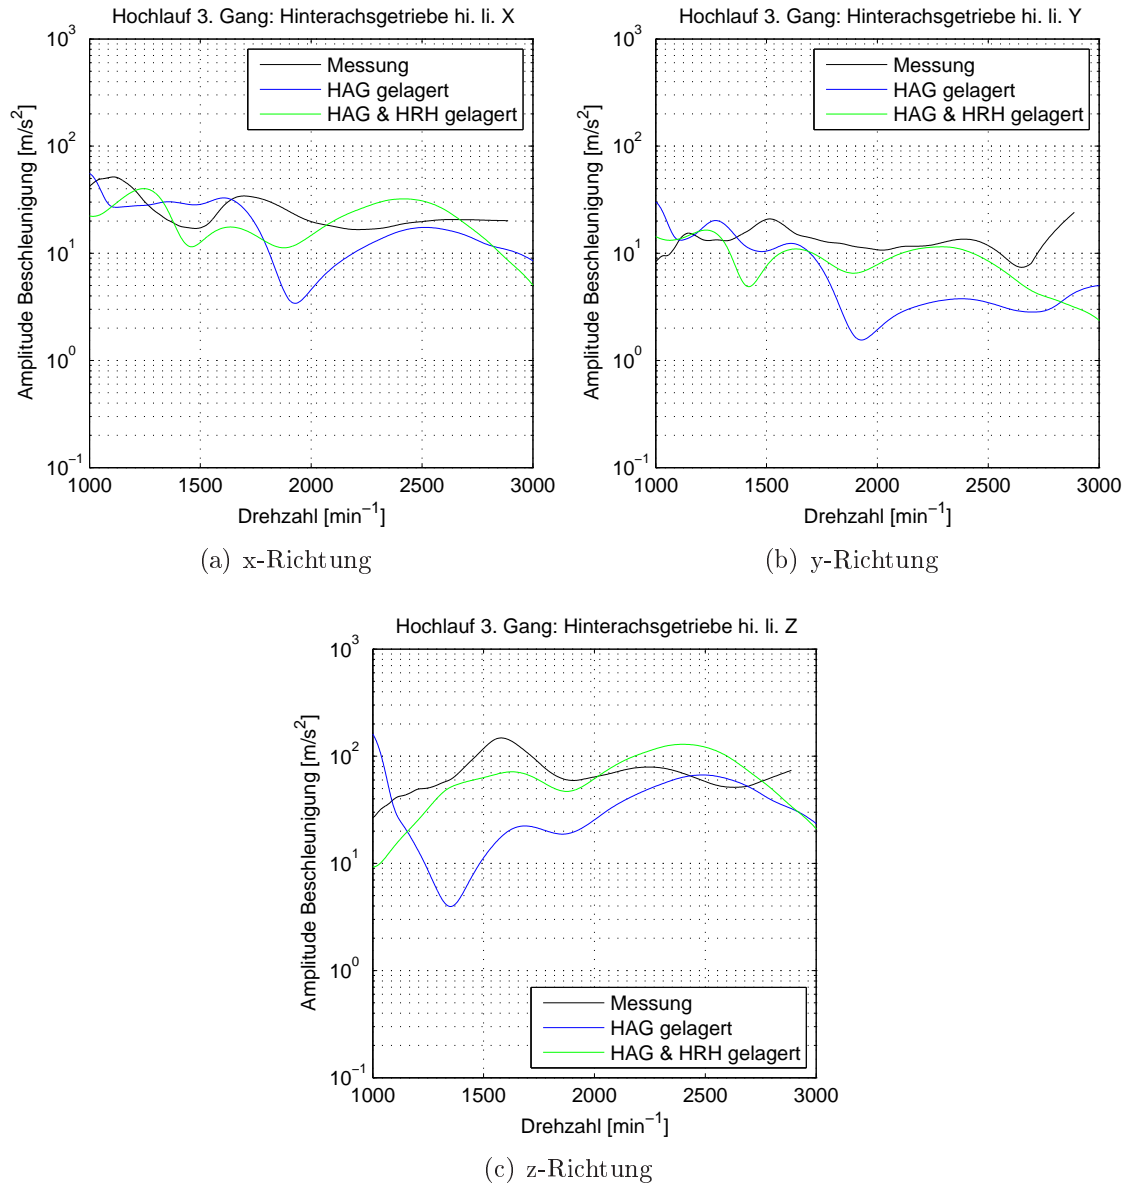 Hochlauf 3. Gang: Hinterachsgetriebe hi. li. X
10^3
10^2
10^1
10^0
10^−1
Amplitude Beschleunigung [m/s^2]
Messung
HAG gelagert
HAG & HRH gelagert
1000 1500 2000 2500 3000
Drehzahl [min^−1]
(a) x-Richtung
Hochlauf 3. Gang: Hinterachsgetriebe hi. li. Y
10^3
10^2
10^1
10^0
10^−1
Amplitude Beschleunigung [m/s^2]
Messung
HAG gelagert
HAG & HRH gelagert
1000 1500 2000 2500 3000
Drehzahl [min^−1]
(b) y-Richtung
Hochlauf 3. Gang: Hinterachsgetriebe hi. li. Z
10^3
10^2
10^1
10^0
10^−1
Amplitude Beschleunigung [m/s^2]
Messung
HAG gelagert
HAG & HRH gelagert
1000 1500 2000 2500 3000
Drehzahl [min^−1]
(c) z-Richtung